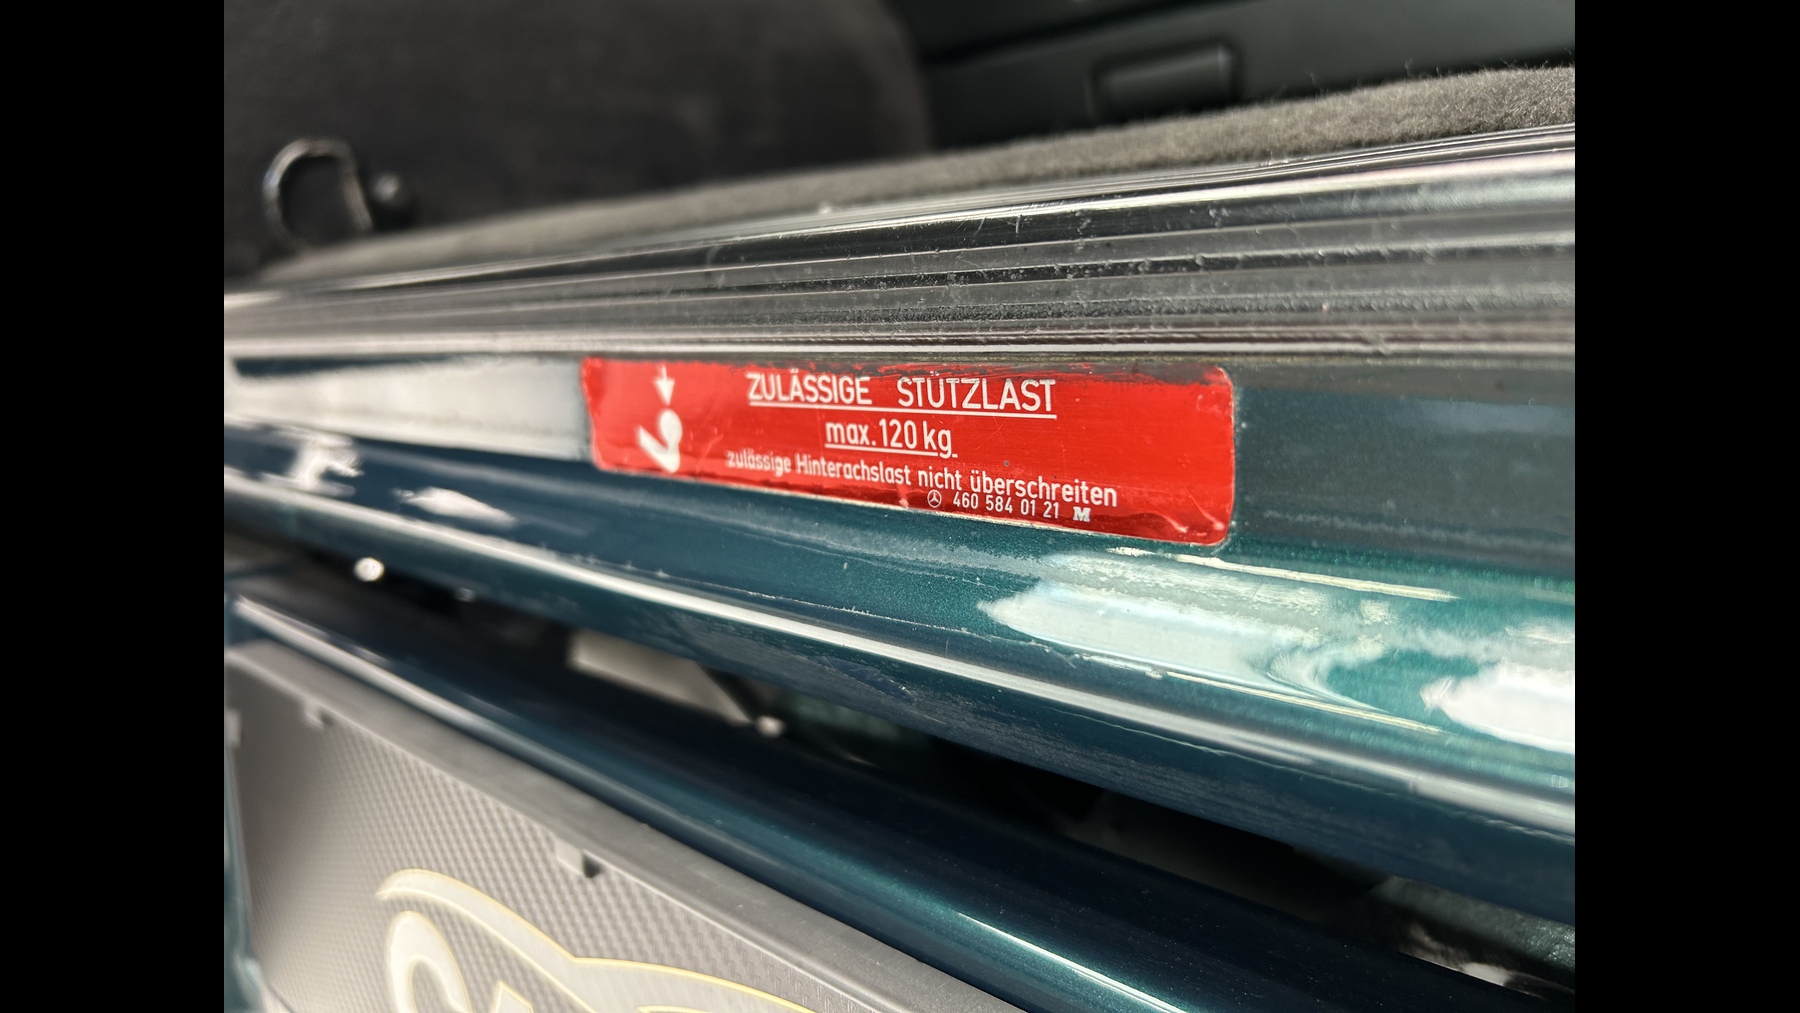 ZULÄSSIGE STÜTZLAST
max. 120 kg
zulässige Hinterachslast nicht überschreiten
460 584 01 21 M